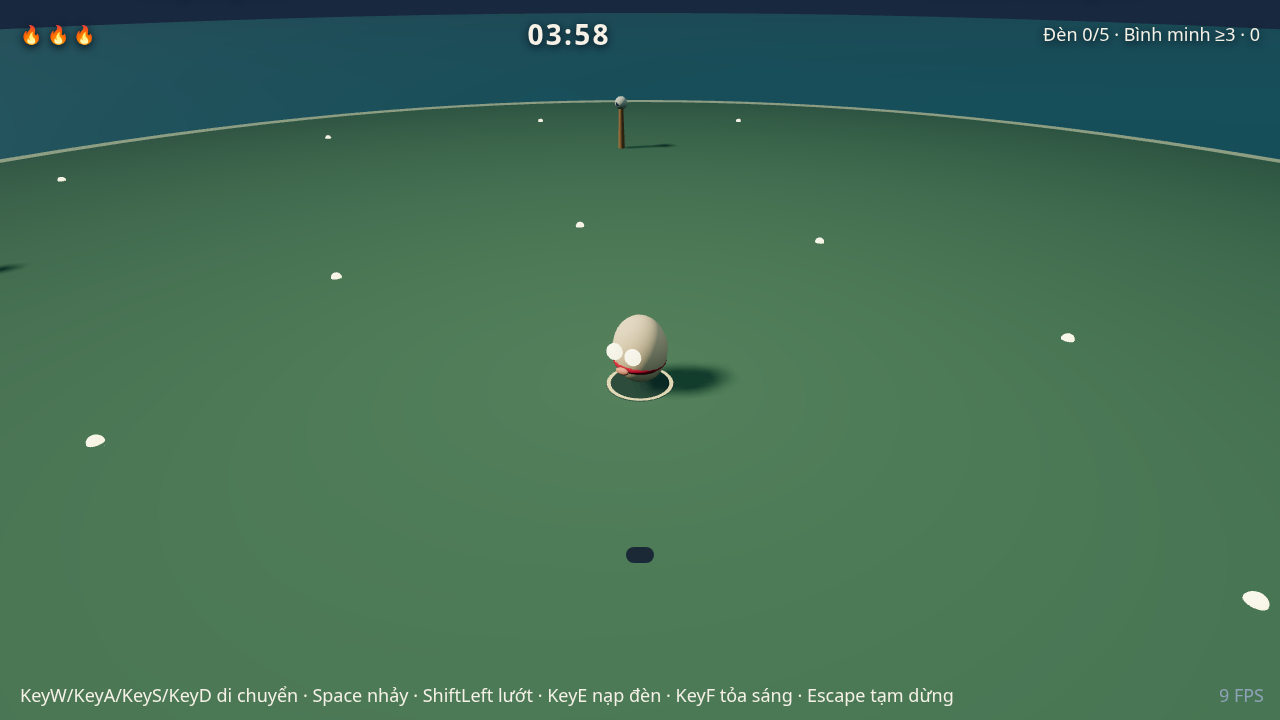 🔥🔥🔥 03:58 Đèn 0/5 · Bình minh ≥3 · 0
KeyW/KeyA/KeyS/KeyD di chuyển · Space nhảy · ShiftLeft lướt · KeyE nạp đèn · KeyF tỏa sáng · Escape tạm dừng
9 FPS